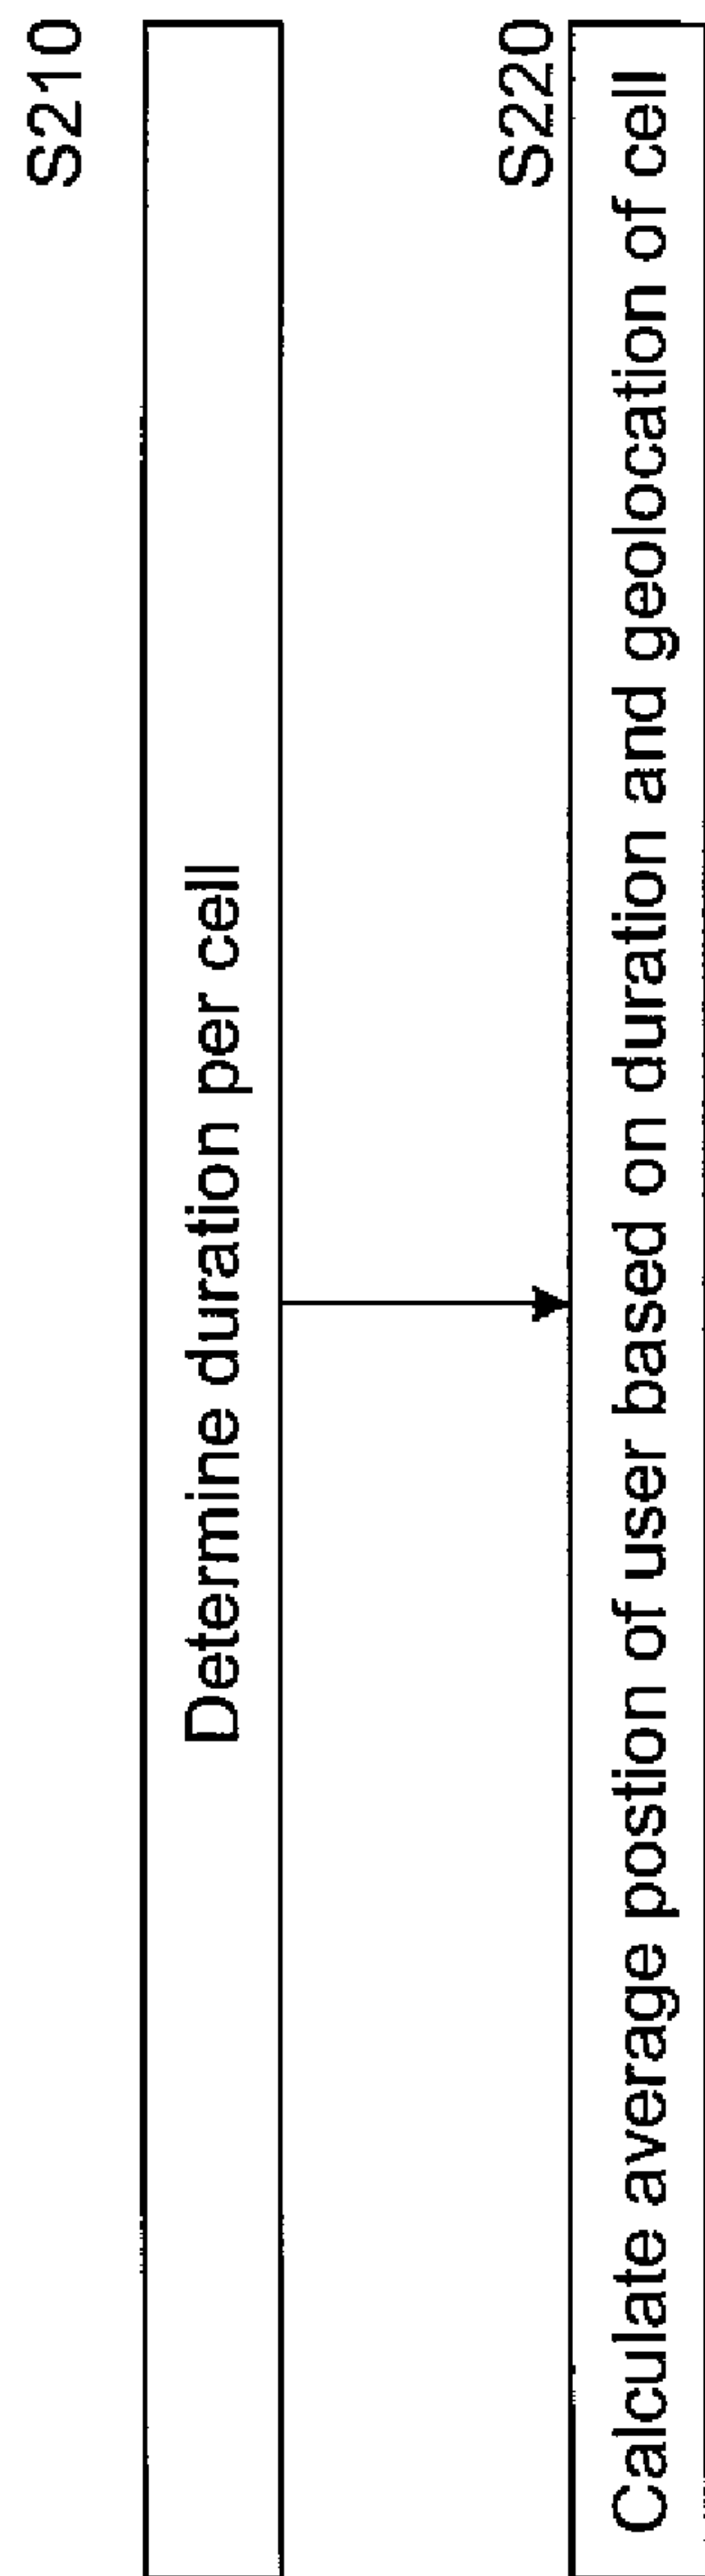 S210
Determine duration per cell
S220
Calculate average postion of user based on duration and geolocation of cell